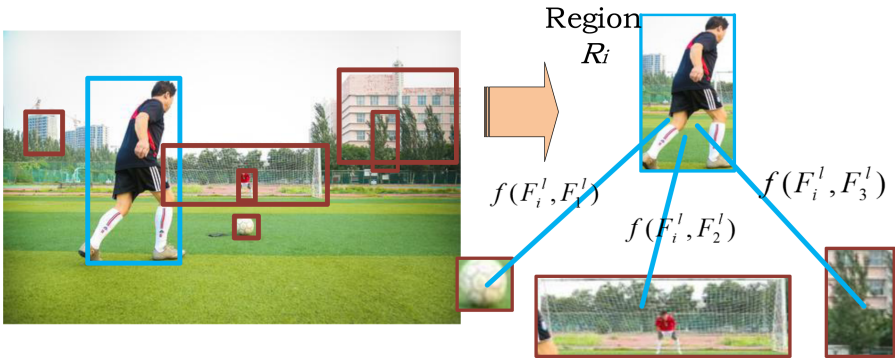 Region
Ri
f(F_i^l, F_1^l)
f(F_i^l, F_2^l)
f(F_i^l, F_3^l)